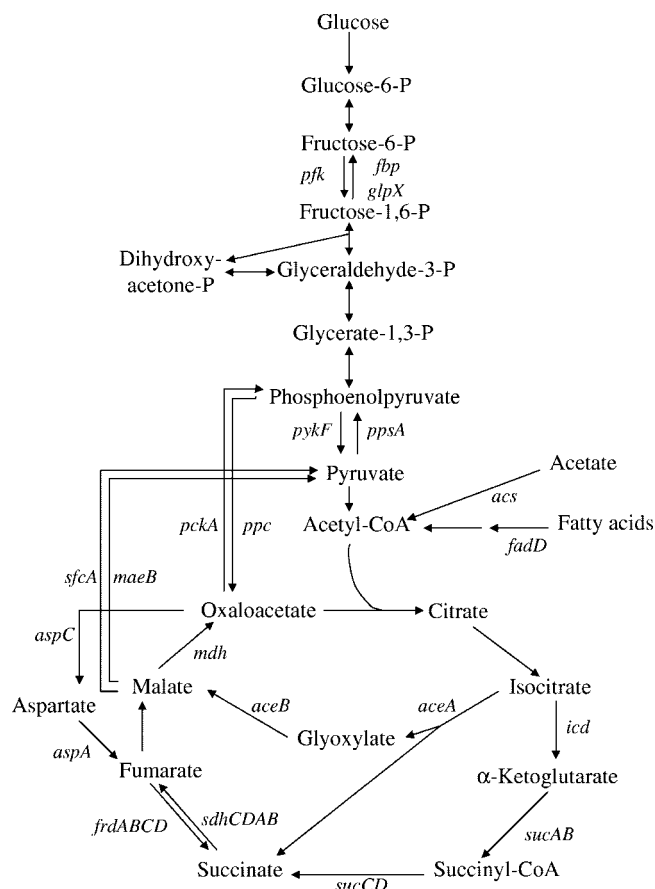 Glucose
Glucose-6-P
Fructose-6-P
pfk
fbp
glpX
Fructose-1,6-P
Dihydroxy-
acetone-P
Glyceraldehyde-3-P
Glycerate-1,3-P
Phosphoenolpyruvate
pykF
ppsA
Pyruvate
Acetate
acs
Acetyl-CoA
Fatty acids
fadD
pckA
ppc
sfcA
maeB
Oxaloacetate
Citrate
aspC
mdh
Malate
Isocitrate
Aspartate
aceB
aceA
Glyoxylate
icd
aspA
Fumarate
α-Ketoglutarate
frdABCD
sdhCDAB
sucAB
Succinate
Succinyl-CoA
sucCD